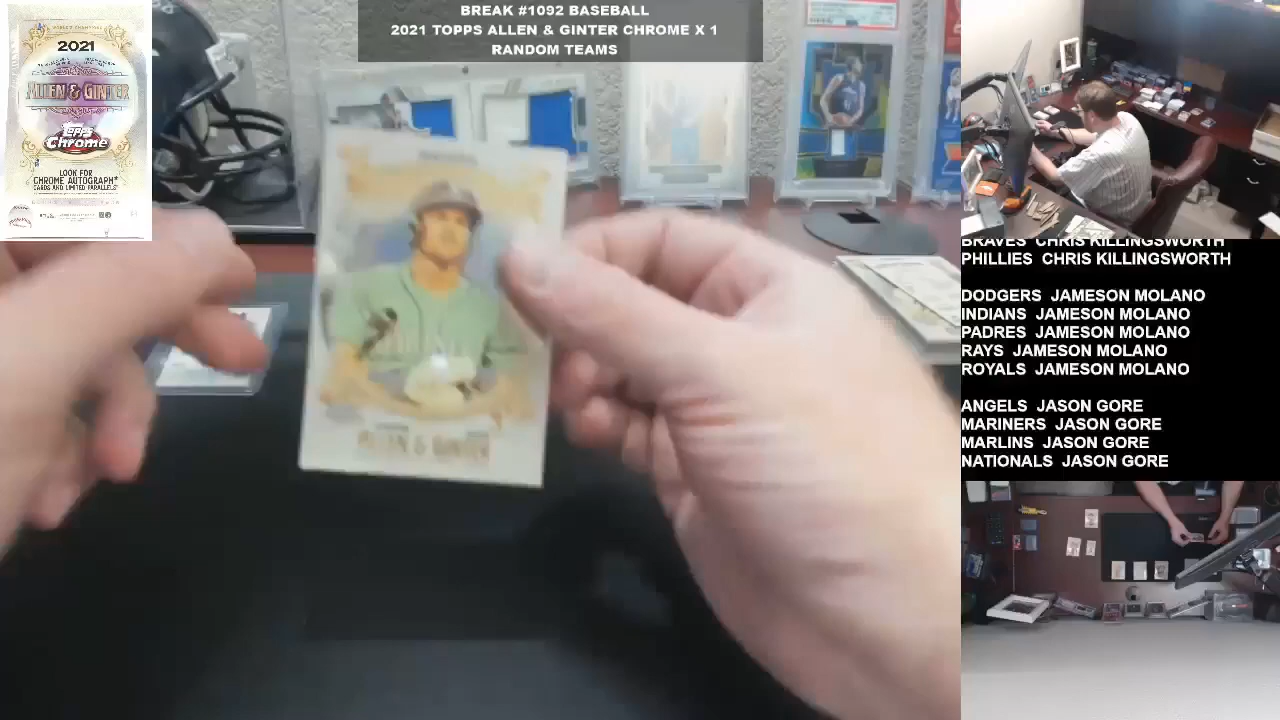 BREAK #1092 BASEBALL
2021 TOPPS ALLEN & GINTER CHROME X 1
RANDOM TEAMS
2021
ALLEN & GINTER
Topps
Chrome
LOOK FOR
CHROME AUTOGRAPH
CARDS AND LIMITED PARALLELS
ALLEN & GINTER
BRAVES CHRIS KILLINGSWORTH
PHILLIES CHRIS KILLINGSWORTH
DODGERS JAMESON MOLANO
INDIANS JAMESON MOLANO
PADRES JAMESON MOLANO
RAYS JAMESON MOLANO
ROYALS JAMESON MOLANO
ANGELS JASON GORE
MARINERS JASON GORE
MARLINS JASON GORE
NATIONALS JASON GORE